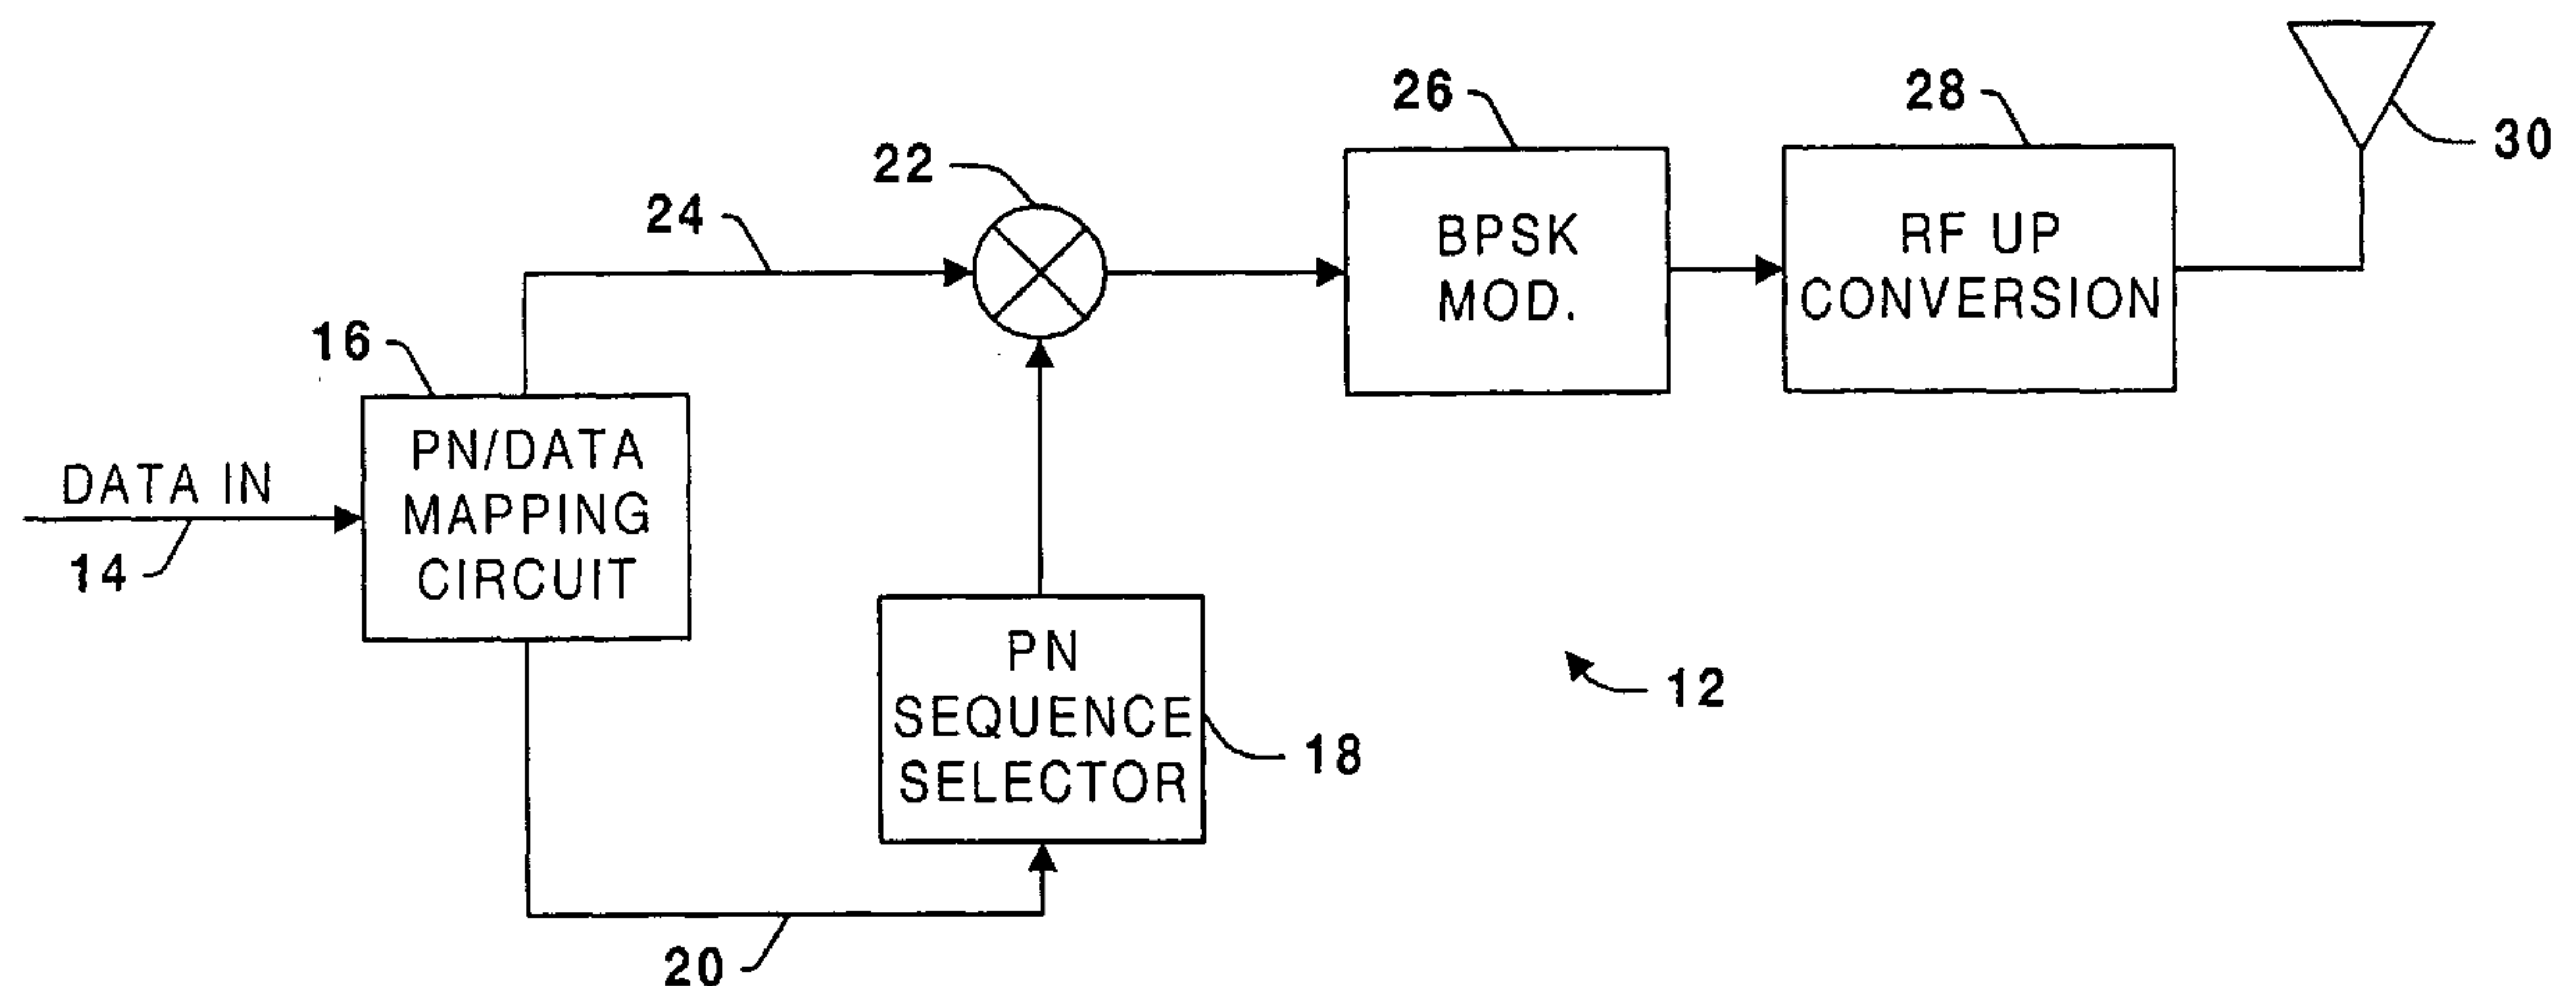 26
28
30
22
24
BPSK
MOD.
RF UP
CONVERSION
16
PN/DATA
MAPPING
CIRCUIT
DATA IN
14
PN
SEQUENCE
SELECTOR
18
12
20